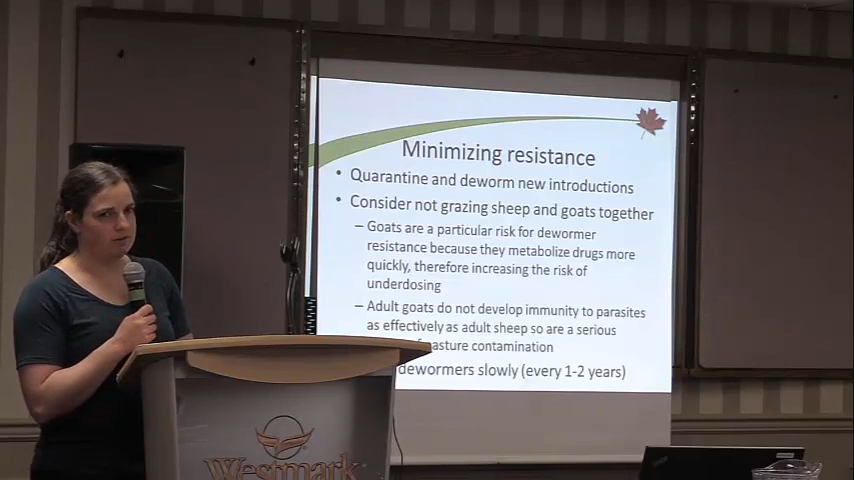 Minimizing resistance
• Quarantine and deworm new introductions
• Consider not grazing sheep and goats together
– Goats are a particular risk for dewormer
resistance because they metabolize drugs more
quickly, therefore increasing the risk of
underdosing
– Adult goats do not develop immunity to parasites
as effectively as adult sheep so are a serious
pasture contamination
dewormers slowly (every 1-2 years)
Westmark